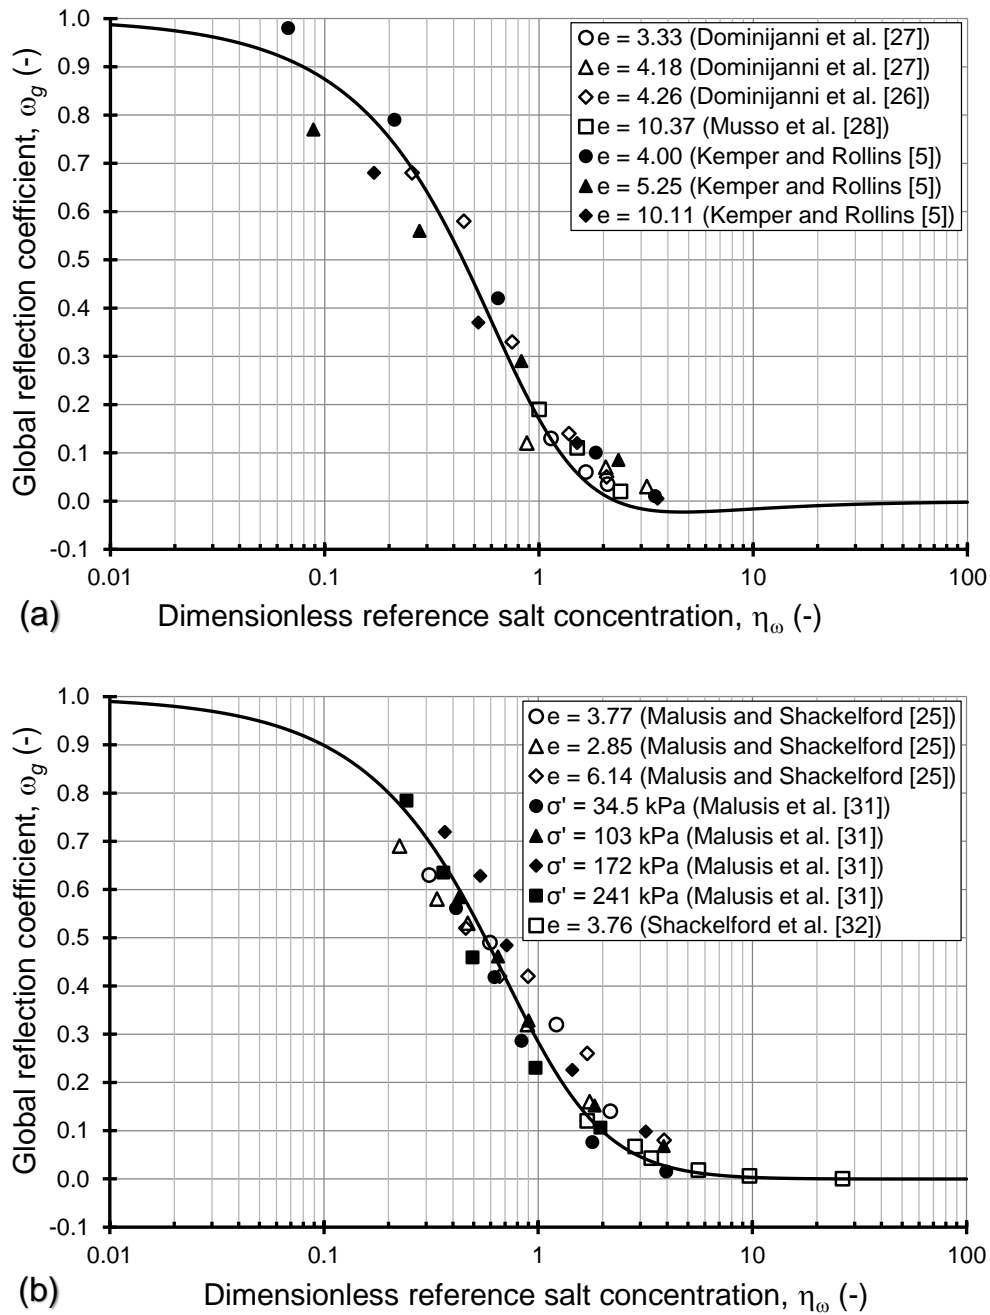 1.0
0.9
0.8
0.7
0.6
0.5
0.4
0.3
0.2
0.1
0.0
-0.1
Global reflection coefficient, ω_g (-)
e = 3.33 (Dominijanni et al. [27])
e = 4.18 (Dominijanni et al. [27])
e = 4.26 (Dominijanni et al. [26])
e = 10.37 (Musso et al. [28])
e = 4.00 (Kemper and Rollins [5])
e = 5.25 (Kemper and Rollins [5])
e = 10.11 (Kemper and Rollins [5])
0.01 0.1 1 10 100
(a) Dimensionless reference salt concentration, η_ω (-)
1.0
0.9
0.8
0.7
0.6
0.5
0.4
0.3
0.2
0.1
0.0
-0.1
Global reflection coefficient, ω_g (-)
e = 3.77 (Malusis and Shackelford [25])
e = 2.85 (Malusis and Shackelford [25])
e = 6.14 (Malusis and Shackelford [25])
σ' = 34.5 kPa (Malusis et al. [31])
σ' = 103 kPa (Malusis et al. [31])
σ' = 172 kPa (Malusis et al. [31])
σ' = 241 kPa (Malusis et al. [31])
e = 3.76 (Shackelford et al. [32])
0.01 0.1 1 10 100
(b) Dimensionless reference salt concentration, η_ω (-)